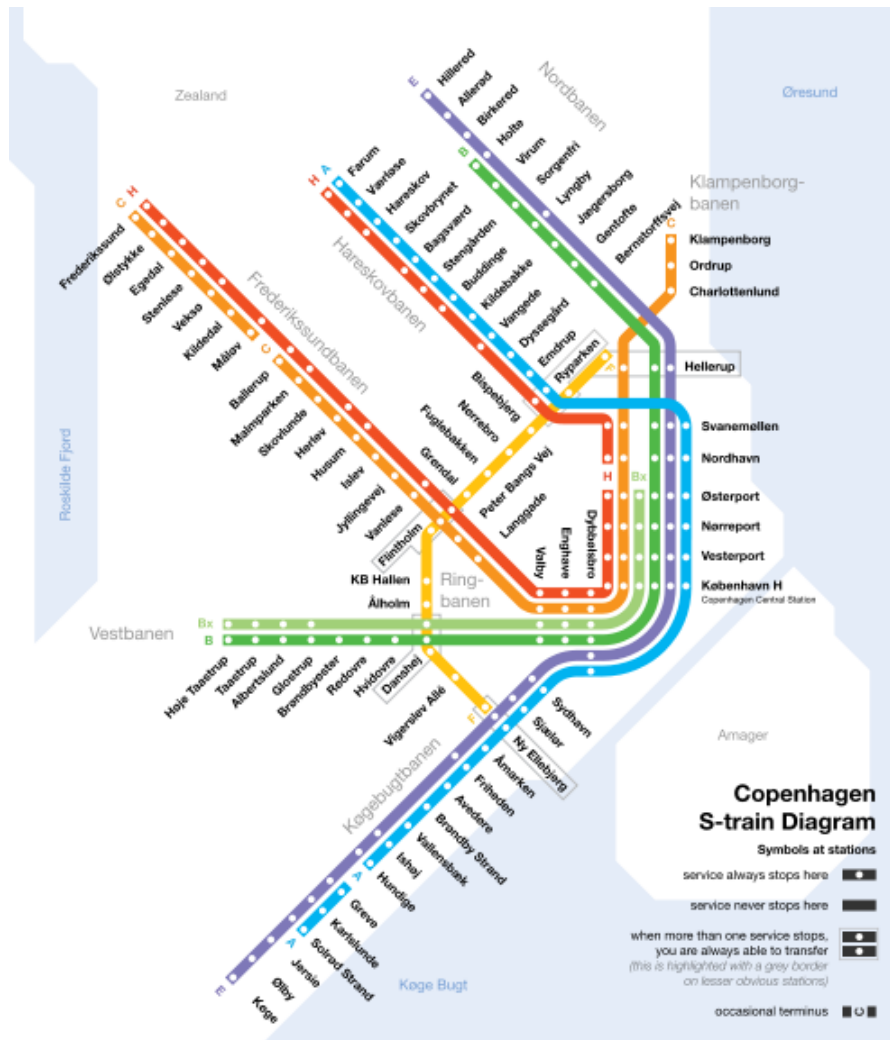 Zealand
Øresund
Nordbanen
Klampenborg-
banen
Hareskovbanen
Frederikssundbanen
Roskilde Fjord
Ring-
banen
Vestbanen
Køgebugtbanen
Amager
Køge Bugt
E
Hillerød
Allerød
Birkerød
Holte
B
Virum
Sorgenfri
Lyngby
Jægersborg
Gentofte
Bernstorffsvej
C
Klampenborg
Ordrup
Charlottenlund
Hellerup
Svanemøllen
Nordhavn
Østerport
Nørreport
Vesterport
København H
Copenhagen Central Station
H
A
Farum
Værløse
Hareskov
Skovbrynet
Bagsværd
Stengården
Buddinge
Kildebakke
Vangede
Dyssegård
Emdrup
Ryparken
F
Bispebjerg
Nørrebro
Fuglebakken
Grøndal
C
H
Frederikssund
Ølstykke
Egedal
Stenløse
Veksø
Kildedal
Måløv
C
Ballerup
Malmparken
Skovlunde
Herlev
Husum
Islev
Jyllingevej
Vanløse
Flintholm
Peter Bangs Vej
Langgade
Valby
Enghave
Dybbølsbro
H
Bx
KB Hallen
Ålholm
Bx
B
Høje Taastrup
Taastrup
Albertslund
Glostrup
Brøndbyøster
Rødovre
Hvidovre
Danshøj
Vigerslev Allé
F
Sydhavn
Sjælør
Ny Ellebjerg
Åmarken
Friheden
Avedøre
Brøndby Strand
Vallensbæk
Ishøj
Hundige
A
Greve
Karlslunde
Solrød Strand
A
Jersie
Ølby
Køge
E
Copenhagen
S-train Diagram
Symbols at stations
service always stops here
service never stops here
when more than one service stops,
you are always able to transfer
(this is highlighted with a grey border
on lesser obvious stations)
occasional terminus
C